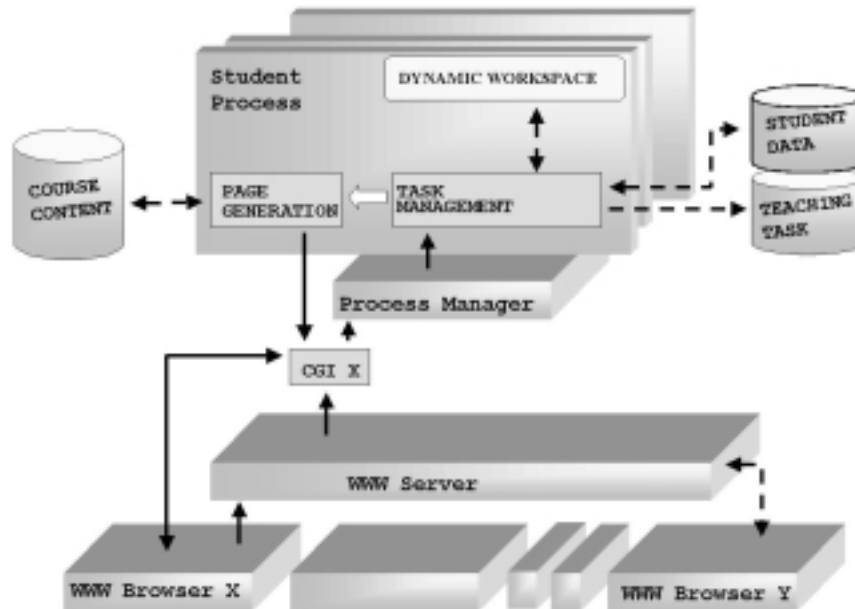 Student
Process
DYNAMIC WORKSPACE
STUDENT
DATA
COURSE
CONTENT
PAGE
GENERATION
TASK
MANAGEMENT
TEACHING
TASK
Process Manager
CGI X
WWW Server
WWW Browser X
WWW Browser Y